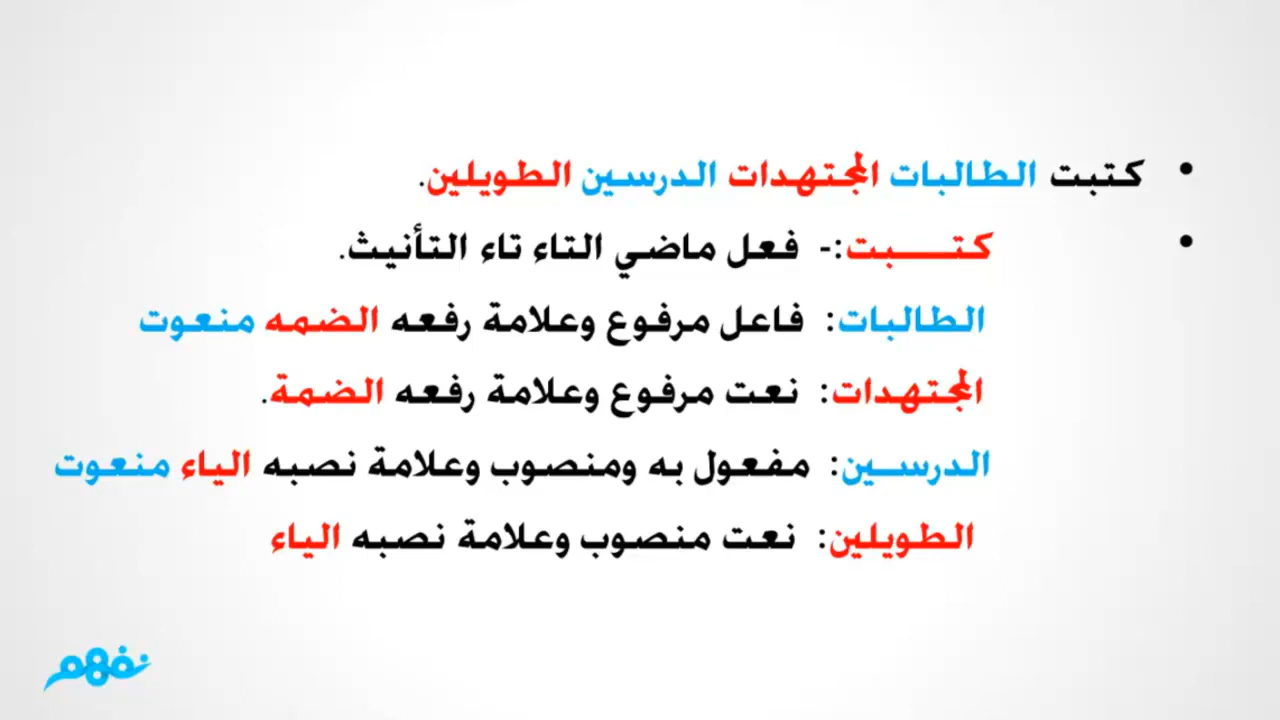 • كتبت الطالبات المجتهدات الدرسين الطويلين.
• كتـــبت:- فعل ماضي التاء تاء التأنيث.
الطالبات: فاعل مرفوع وعلامة رفعه الضمه منعوت
المجتهدات: نعت مرفوع وعلامة رفعه الضمة.
الدرســين: مفعول به ومنصوب وعلامة نصبه الياء منعوت
الطويلين: نعت منصوب وعلامة نصبه الياء
نفهم